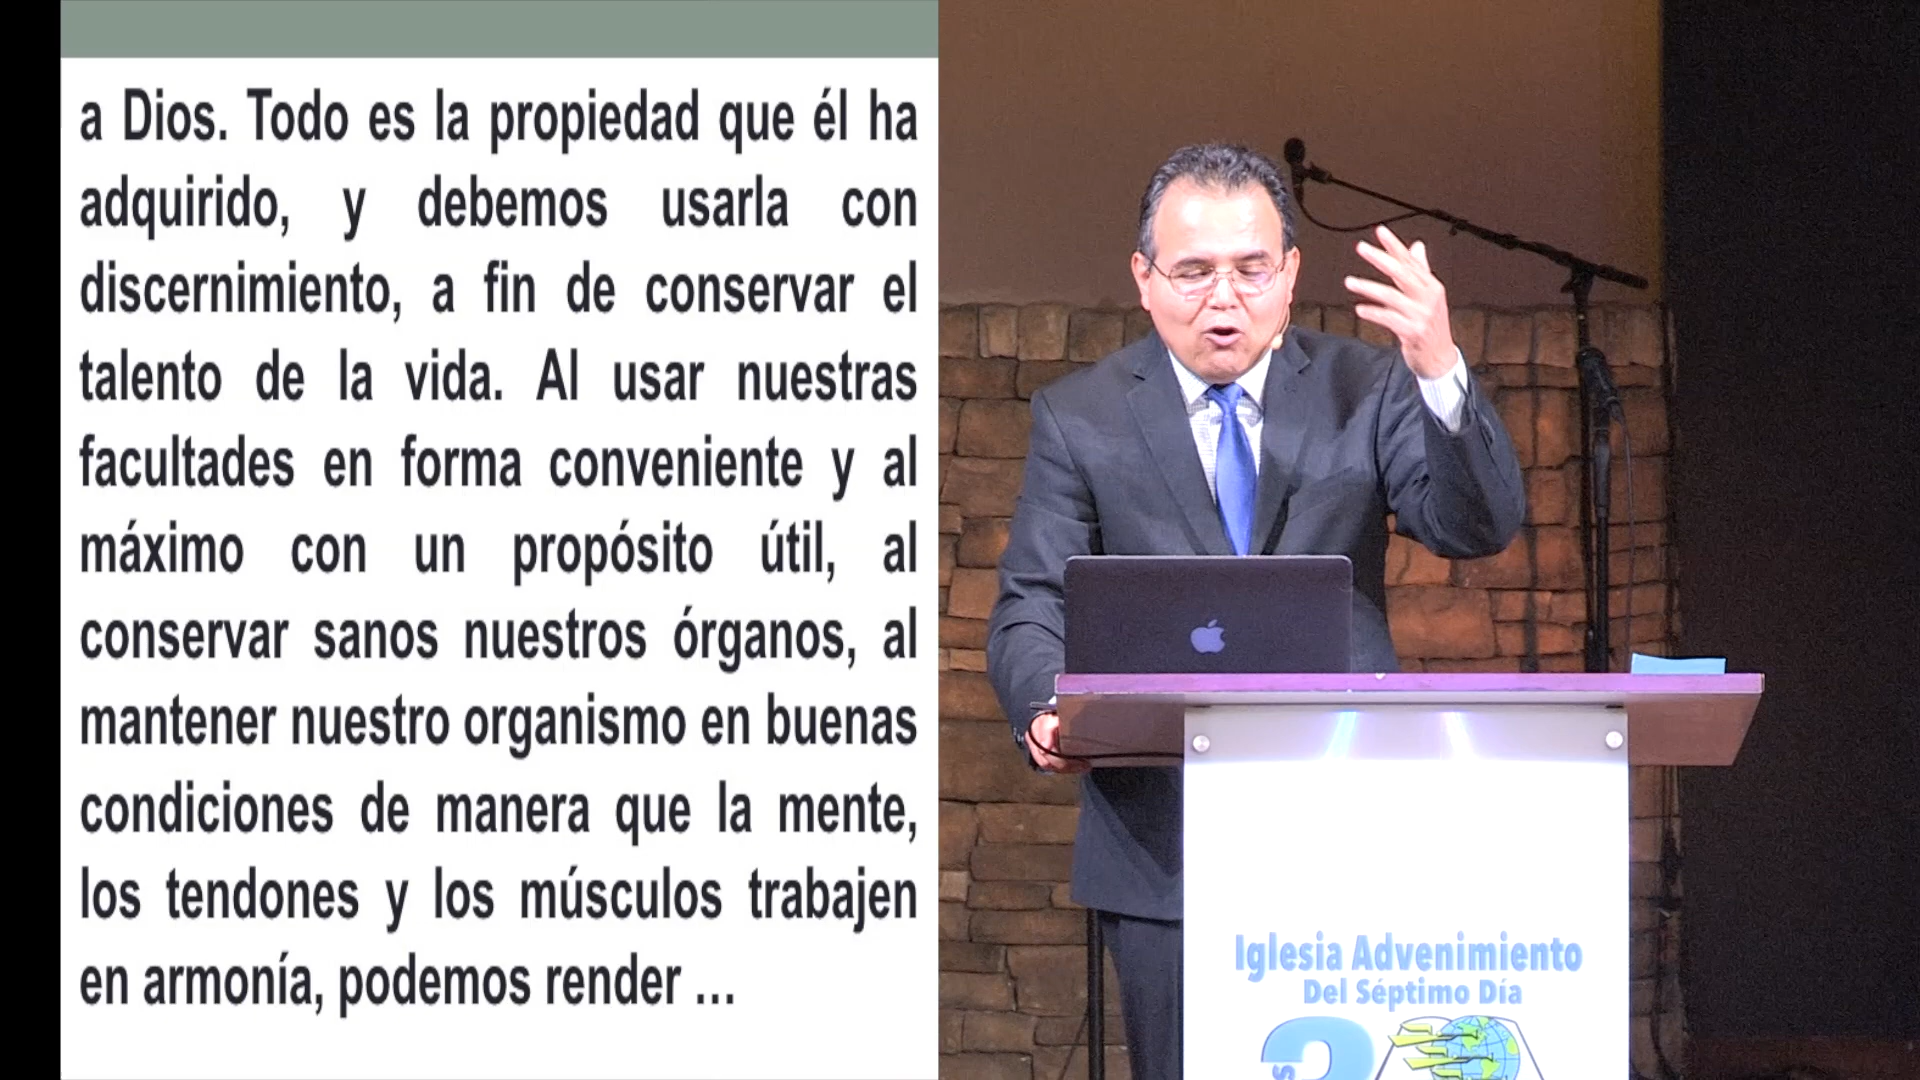 a Dios. Todo es la propiedad que él ha
adquirido, y debemos usarla con
discernimiento, a fin de conservar el
talento de la vida. Al usar nuestras
facultades en forma conveniente y al
máximo con un propósito útil, al
conservar sanos nuestros órganos, al
mantener nuestro organismo en buenas
condiciones de manera que la mente,
los tendones y los músculos trabajen
en armonía, podemos render ...
Iglesia Advenimiento
Del Séptimo Día